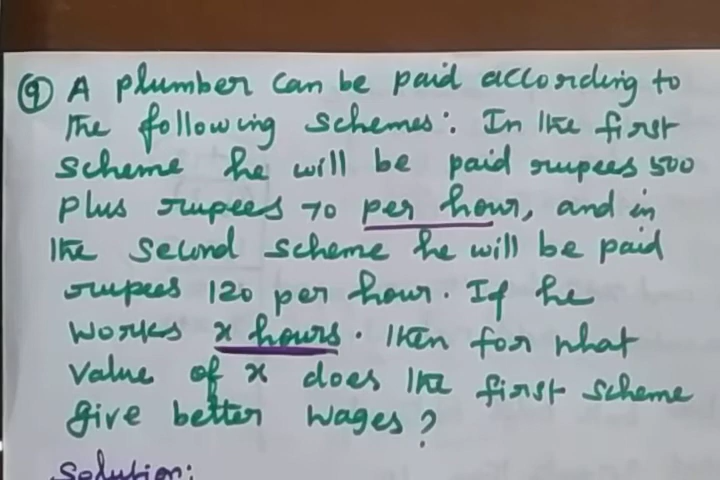 ⑨ A plumber can be paid according to
the following schemes: In the first
scheme he will be paid rupees 500
plus rupees 70 per hour, and in
the second scheme he will be paid
rupees 120 per hour. If he
works x hours. Then for what
value of x does the first scheme
give better wages?
Solution: